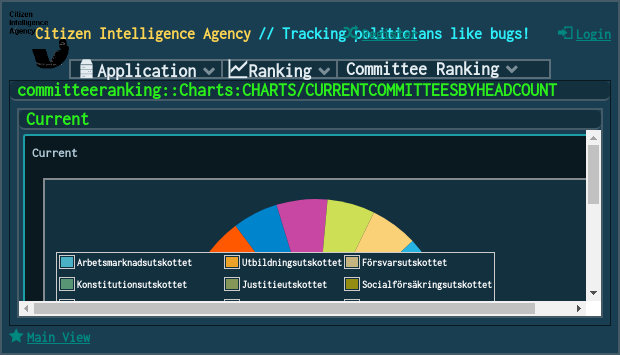 Citizen
Intelligence
Agency
Citizen Intelligence Agency // Tracking politicians like bugs!
Register
Login
Application
Ranking
Committee Ranking
committeeranking::Charts:CHARTS/CURRENTCOMMITTEESBYHEADCOUNT
Current
Current
Arbetsmarknadsutskottet
Utbildningsutskottet
Försvarsutskottet
Konstitutionsutskottet
Justitieutskottet
Socialförsäkringsutskottet
Main View